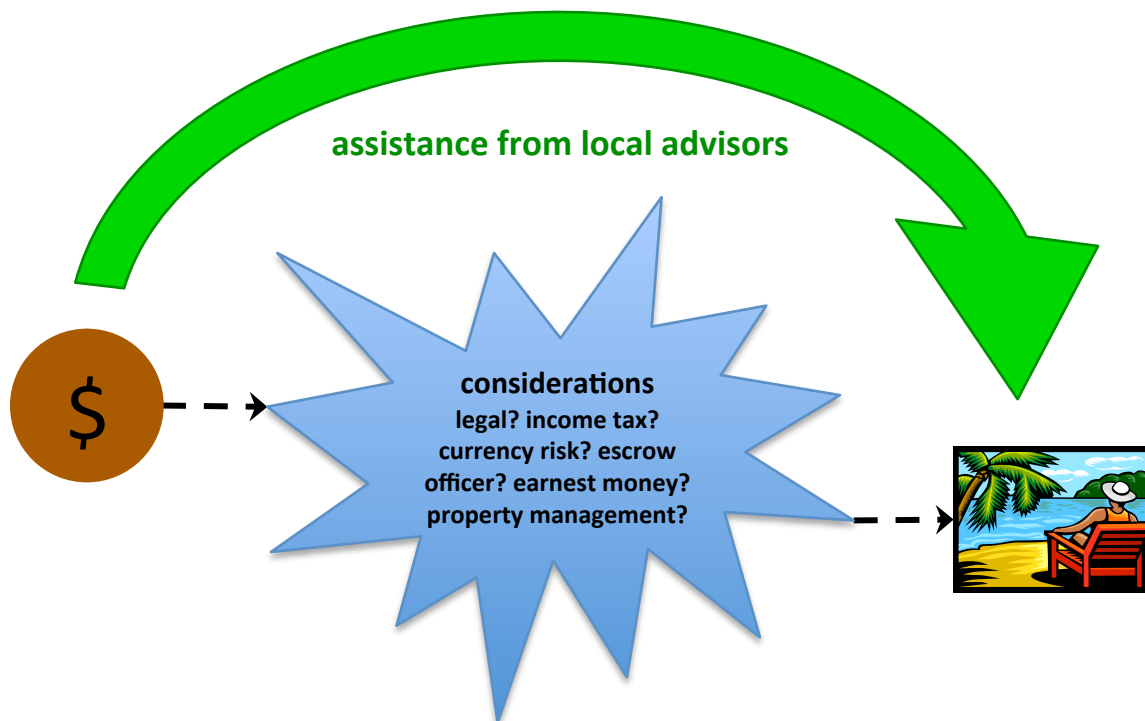 assistance from local advisors
$
considerations
legal? income tax?
currency risk? escrow
officer? earnest money?
property management?